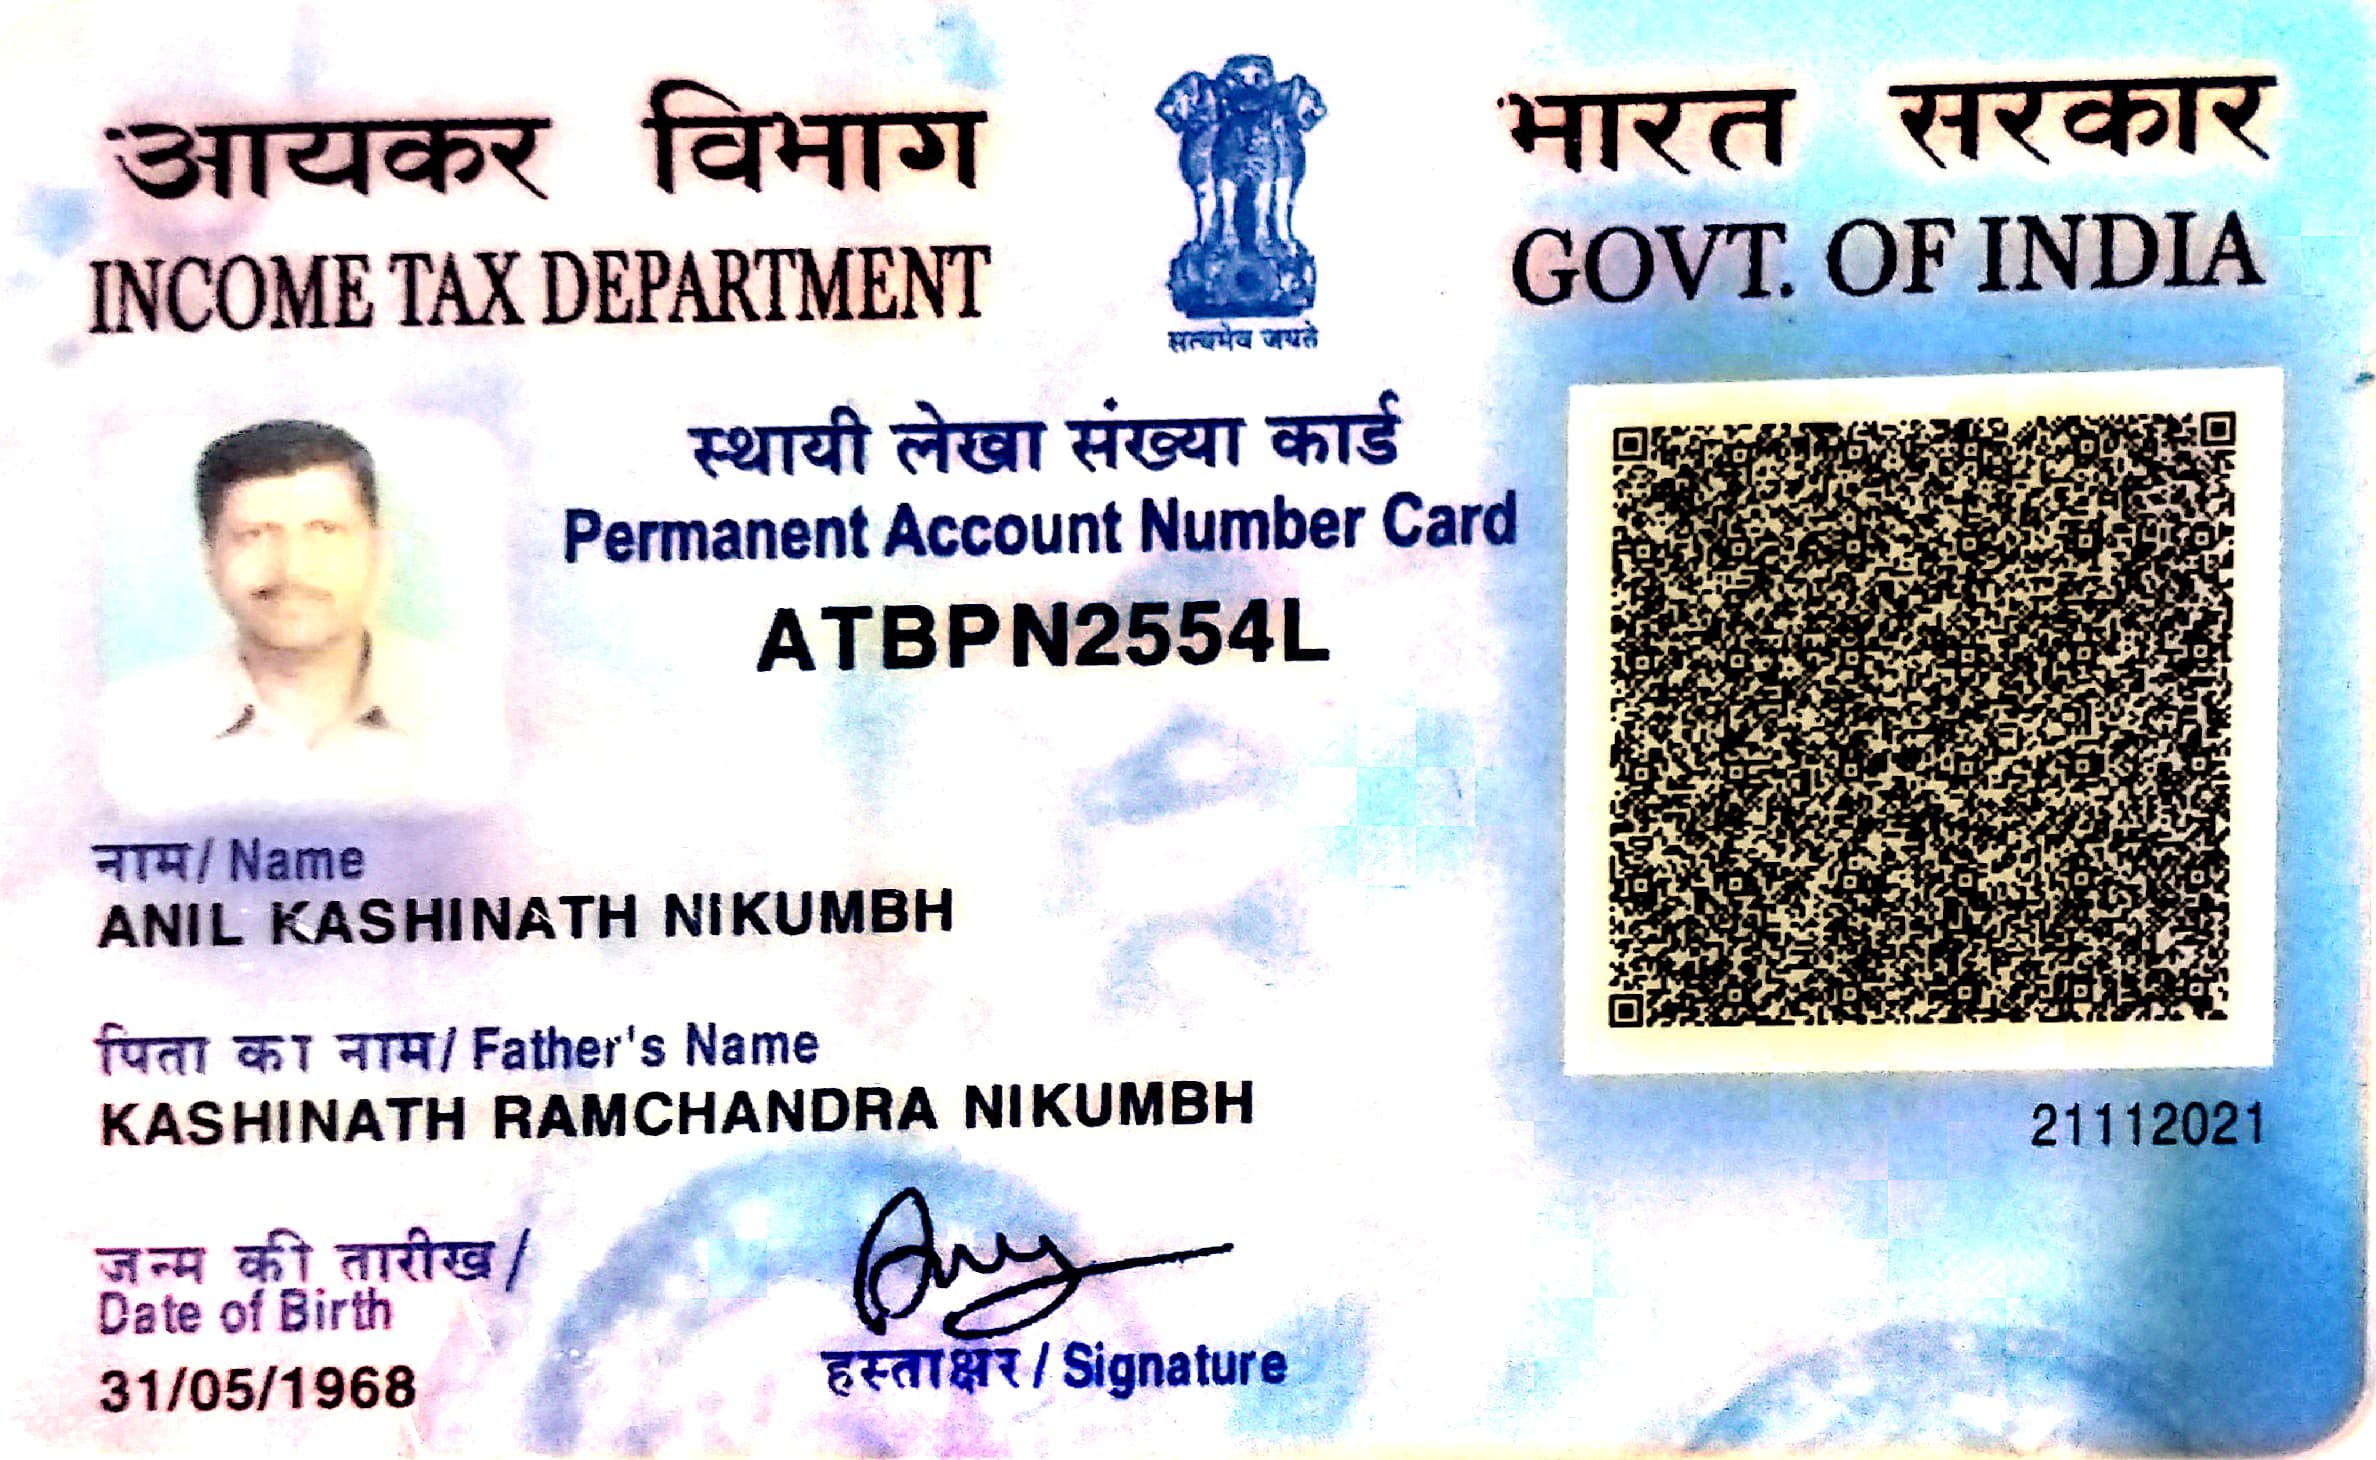 आयकर विभाग
INCOME TAX DEPARTMENT
सत्यमेव जयते
भारत सरकार
GOVT. OF INDIA
स्थायी लेखा संख्या कार्ड
Permanent Account Number Card
ATBPN2554L
नाम/ Name
ANIL KASHINATH NIKUMBH
पिता का नाम/ Father's Name
KASHINATH RAMCHANDRA NIKUMBH
21112021
जन्म की तारीख/
Date of Birth
31/05/1968
हस्ताक्षर/ Signature